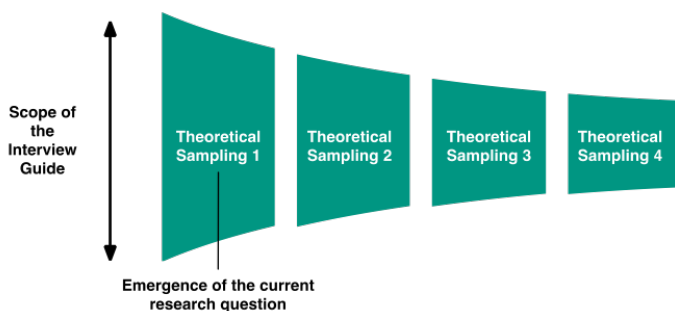 Scope of
the
Interview
Guide
Theoretical
Sampling 1
Theoretical
Sampling 2
Theoretical
Sampling 3
Theoretical
Sampling 4
Emergence of the current
research question